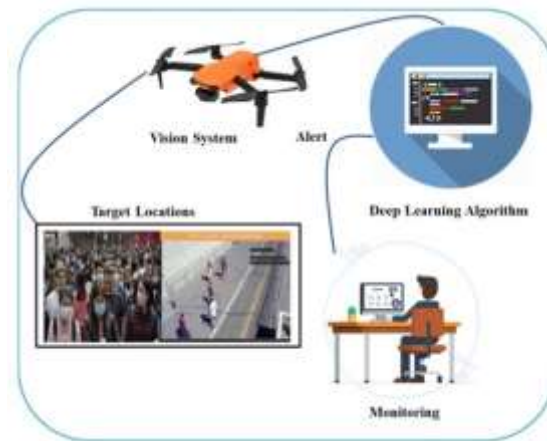 Vision System
Alert
Target Locations
Deep Learning Algorithm
Monitoring